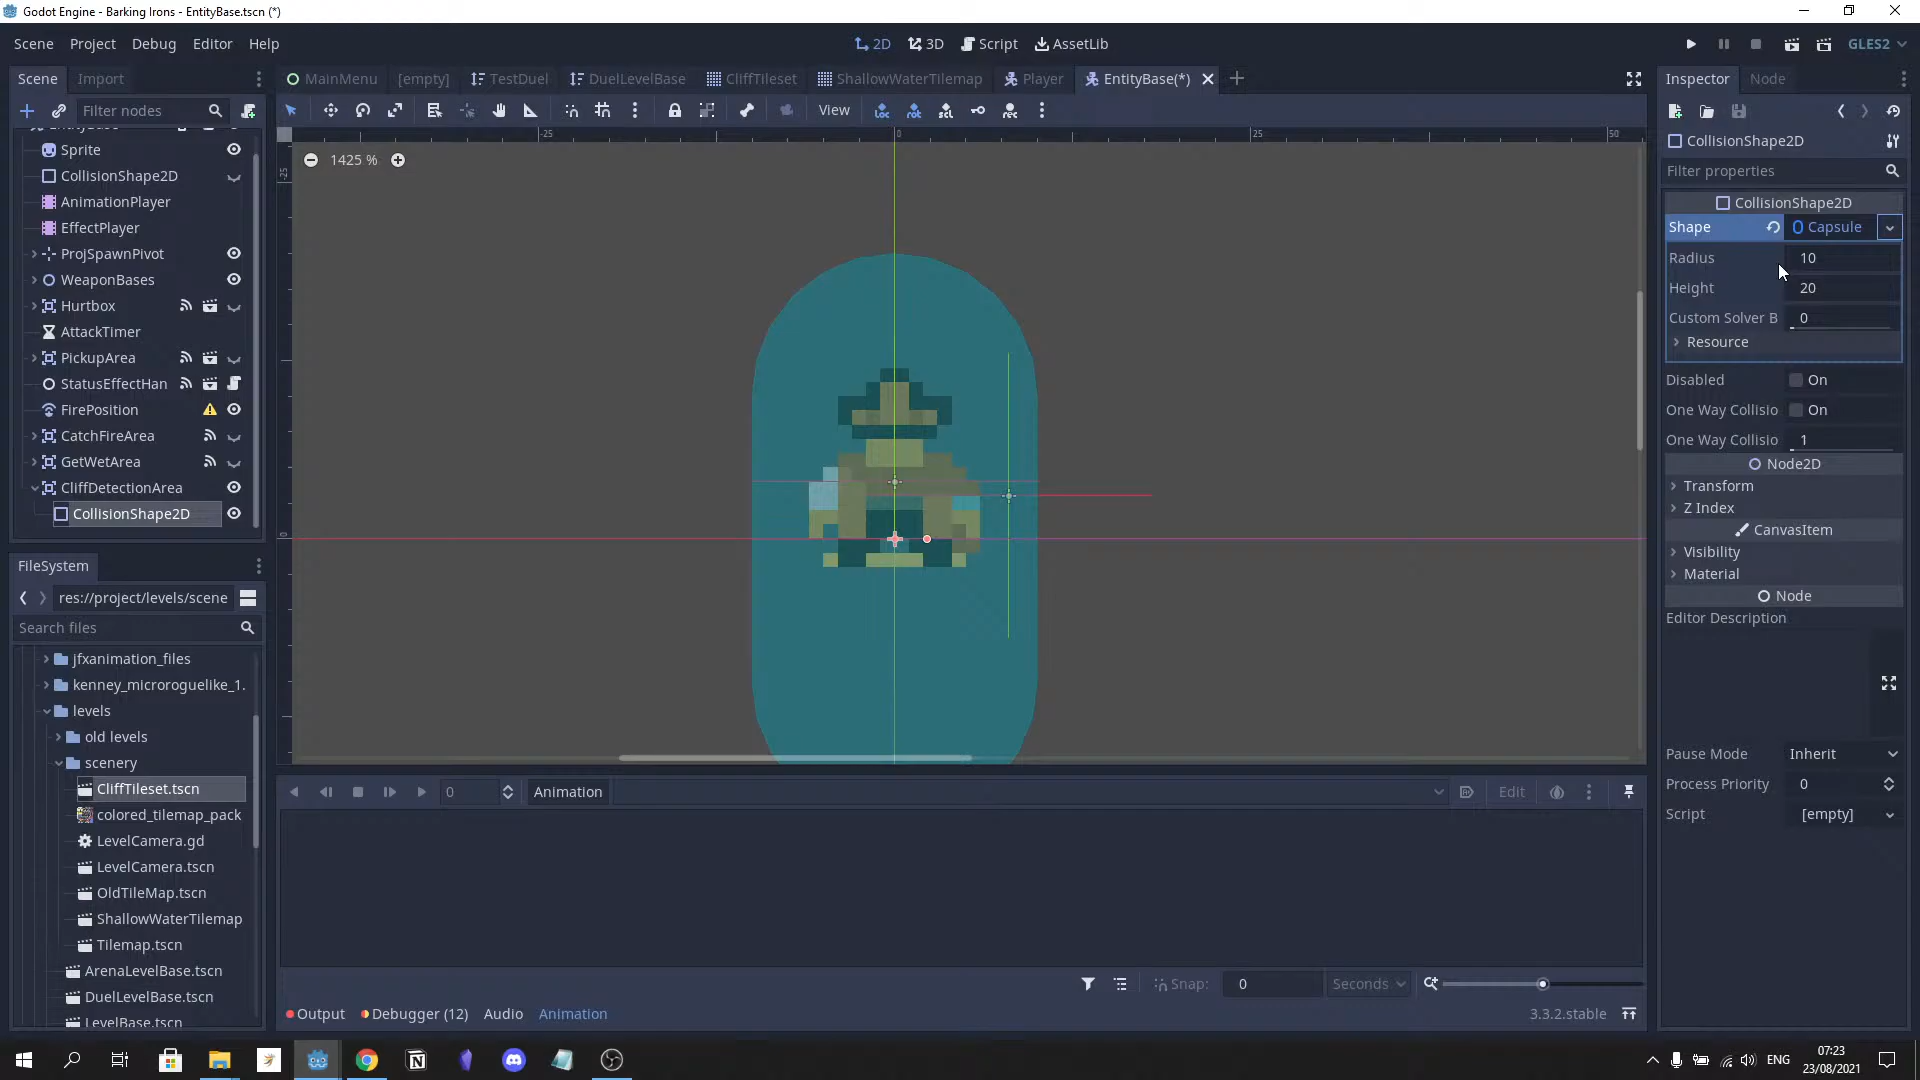 Godot Engine - Barking Irons - EntityBase.tscn (*)
Scene Project Debug Editor Help
2D 3D Script AssetLib
GLES2
Scene Import
MainMenu [empty] TestDuel DuelLevelBase CliffTileset ShallowWaterTilemap Player EntityBase(*)
Inspector Node
Filter nodes
View
-25 0 25 50
-25
0
1425 %
Sprite
CollisionShape2D
AnimationPlayer
EffectPlayer
ProjSpawnPivot
WeaponBases
Hurtbox
AttackTimer
PickupArea
StatusEffectHan
FirePosition
CatchFireArea
GetWetArea
CliffDetectionArea
CollisionShape2D
FileSystem
res://project/levels/scene
Search files
jfxanimation_files
kenney_microroguelike_1.
levels
old levels
scenery
CliffTileset.tscn
colored_tilemap_pack
LevelCamera.gd
LevelCamera.tscn
OldTileMap.tscn
ShallowWaterTilemap
Tilemap.tscn
ArenaLevelBase.tscn
DuelLevelBase.tscn
LevelBase.tscn
0 Animation Edit
Snap: 0 Seconds
Output Debugger (12) Audio Animation 3.3.2.stable
CollisionShape2D
Filter properties
CollisionShape2D
Shape Capsule
Radius 10
Height 20
Custom Solver B 0
Resource
Disabled On
One Way Collisio On
One Way Collisio 1
Node2D
Transform
Z Index
CanvasItem
Visibility
Material
Node
Editor Description
Pause Mode Inherit
Process Priority 0
Script [empty]
ENG
07:23
23/08/2021